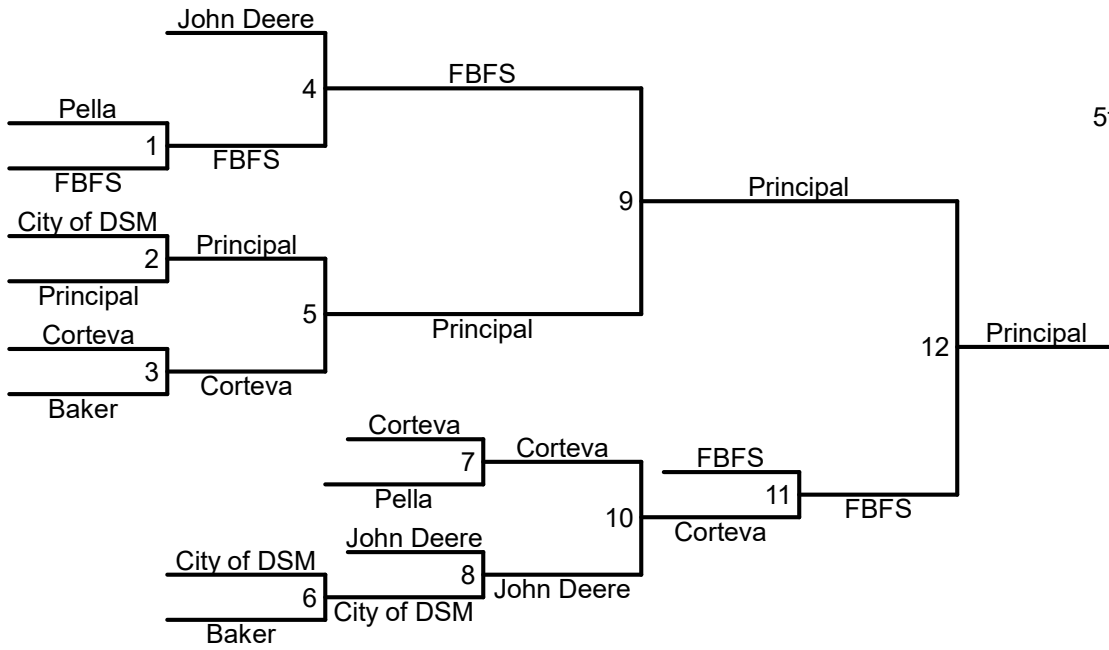 John Deere
4
FBFS
Pella
1
FBFS
FBFS
City of DSM
2
Principal
Principal
Corteva
3
Corteva
Baker
5
Principal
9
Principal
12
Principal
Corteva
7
Corteva
Pella
10
John Deere
8
John Deere
City of DSM
6
City of DSM
Baker
FBFS
11
FBFS
Corteva